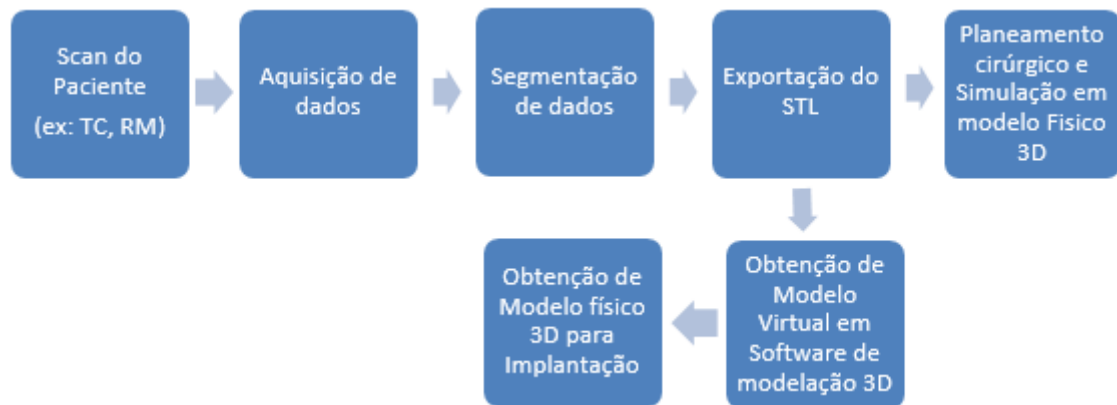 Scan do
Paciente
(ex: TC, RM)
Aquisição de
dados
Segmentação
de dados
Exportação do
STL
Planeamento
cirúrgico e
Simulação em
modelo Fisico
3D
Obtenção de
Modelo
Virtual em
Software de
modelação 3D
Obtenção de
Modelo físico
3D para
Implantação